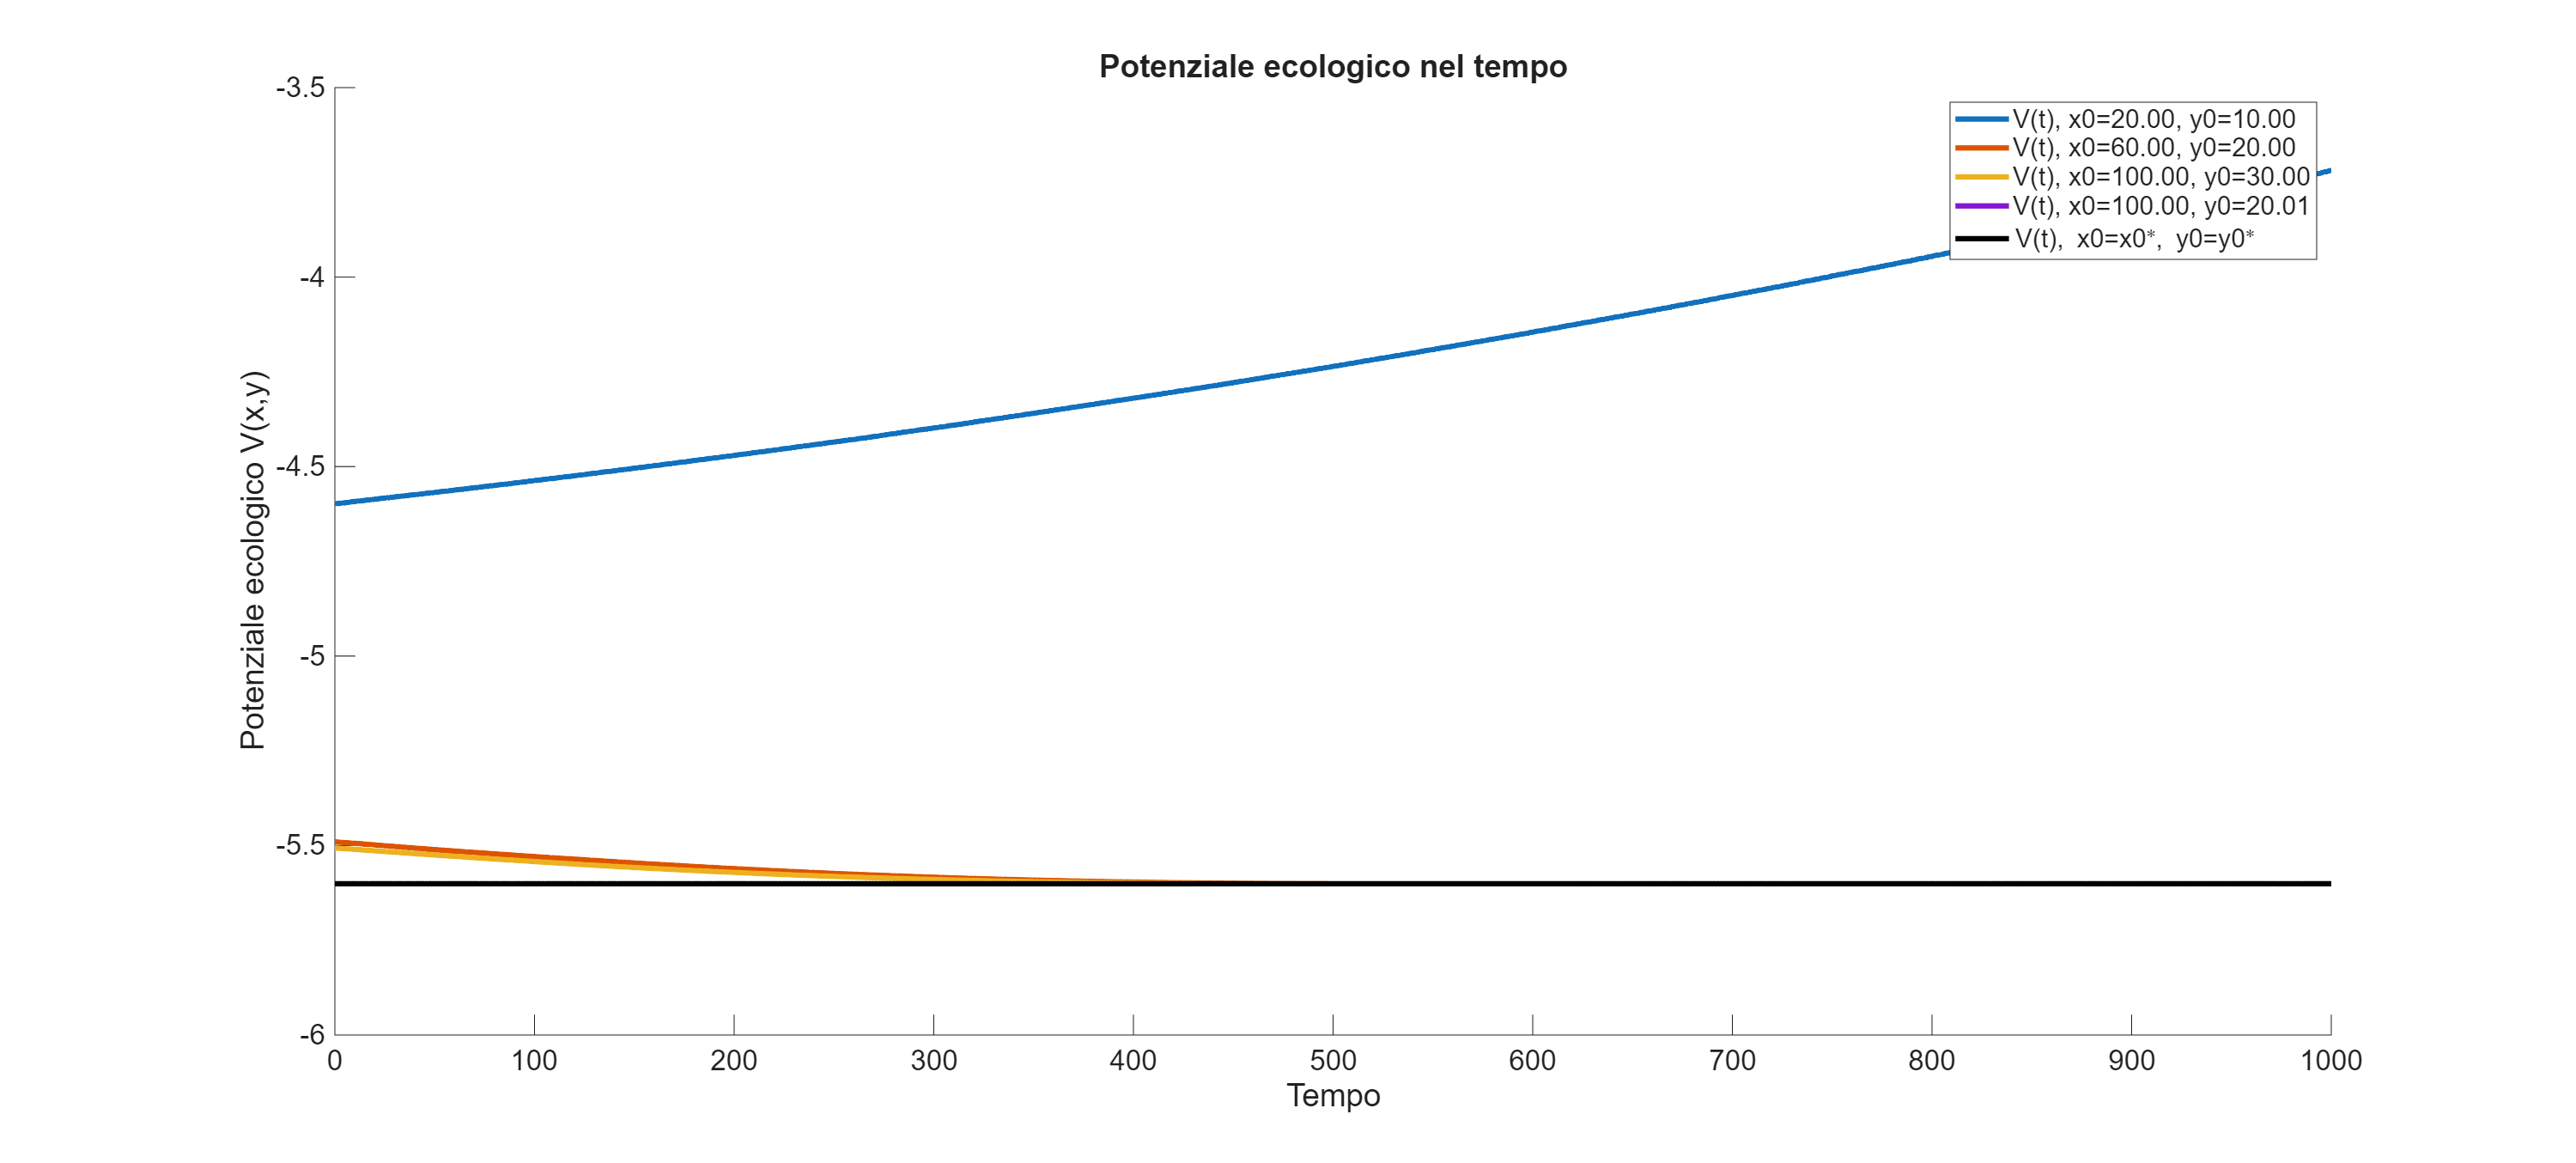 Potenziale ecologico nel tempo
-3.5
-4
-4.5
-5
-5.5
-6
Potenziale ecologico V(x,y)
V(t), x0=20.00, y0=10.00
V(t), x0=60.00, y0=20.00
V(t), x0=100.00, y0=30.00
V(t), x0=100.00, y0=20.01
V(t), x0=x0*, y0=y0*
0 100 200 300 400 500 600 700 800 900 1000
Tempo